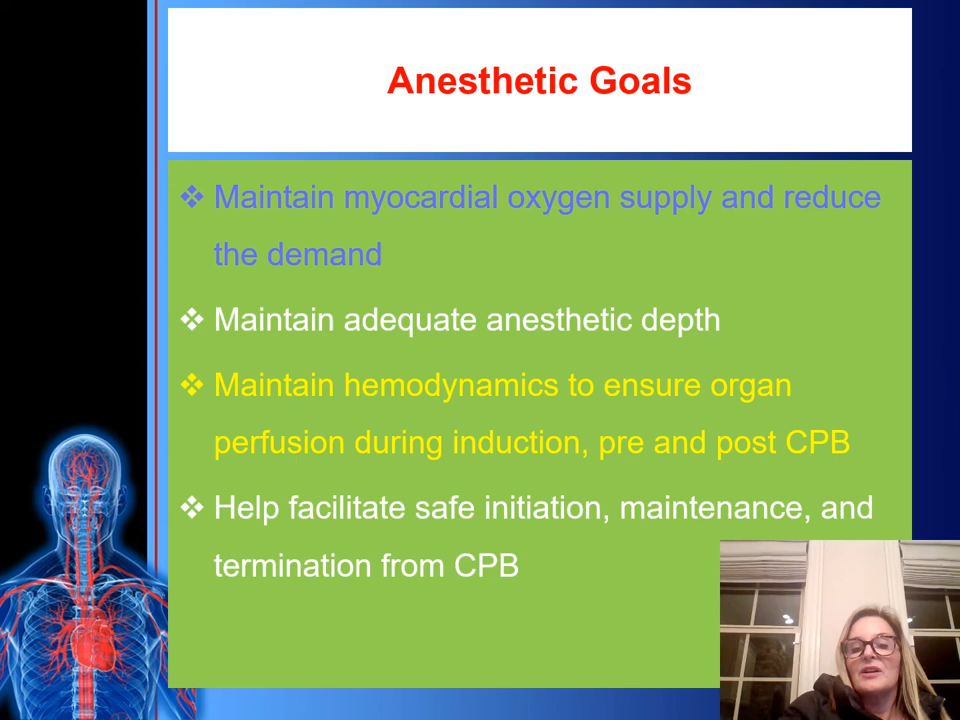 Anesthetic Goals
❖ Maintain myocardial oxygen supply and reduce
the demand
❖ Maintain adequate anesthetic depth
❖ Maintain hemodynamics to ensure organ
perfusion during induction, pre and post CPB
❖ Help facilitate safe initiation, maintenance, and
termination from CPB